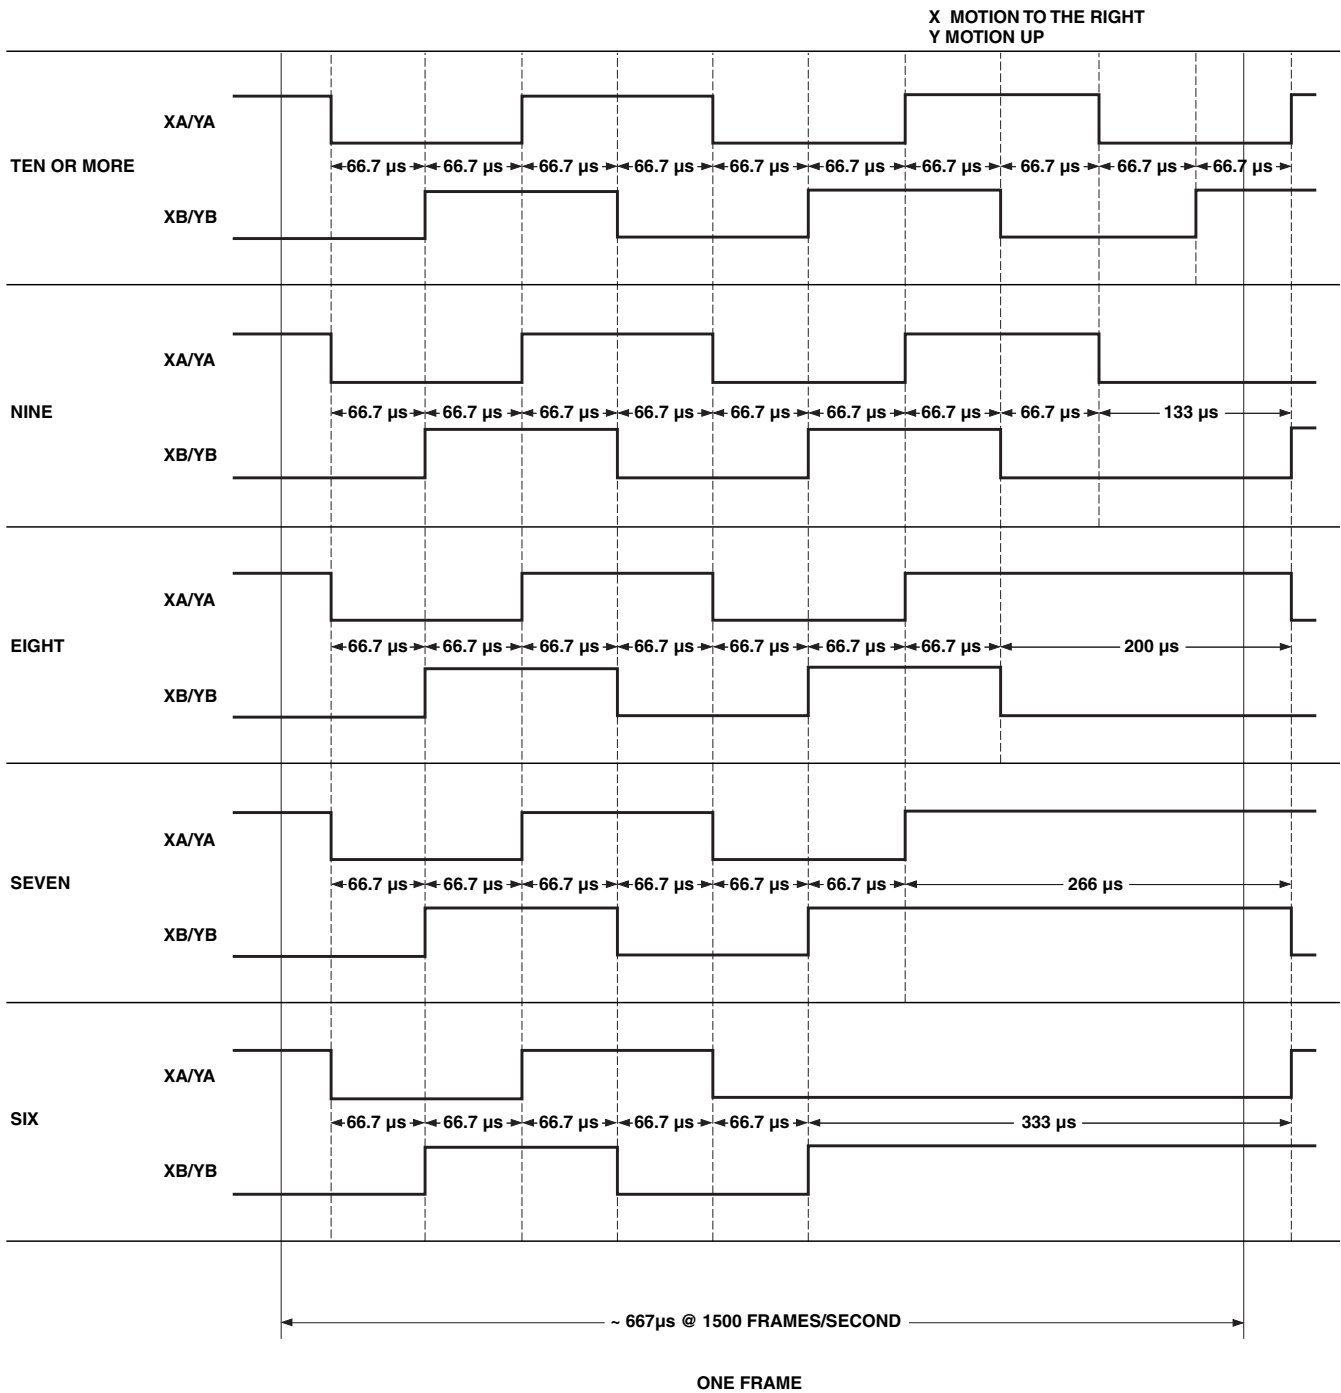 X MOTION TO THE RIGHT
Y MOTION UP
XA/YA
TEN OR MORE
66.7 µs 66.7 µs 66.7 µs 66.7 µs 66.7 µs 66.7 µs 66.7 µs 66.7 µs 66.7 µs 66.7 µs
XB/YB
XA/YA
NINE
66.7 µs 66.7 µs 66.7 µs 66.7 µs 66.7 µs 66.7 µs 66.7 µs 66.7 µs 133 µs
XB/YB
XA/YA
EIGHT
66.7 µs 66.7 µs 66.7 µs 66.7 µs 66.7 µs 66.7 µs 66.7 µs 200 µs
XB/YB
XA/YA
SEVEN
66.7 µs 66.7 µs 66.7 µs 66.7 µs 66.7 µs 66.7 µs 266 µs
XB/YB
XA/YA
SIX
66.7 µs 66.7 µs 66.7 µs 66.7 µs 66.7 µs 333 µs
XB/YB
~ 667µs @ 1500 FRAMES/SECOND
ONE FRAME